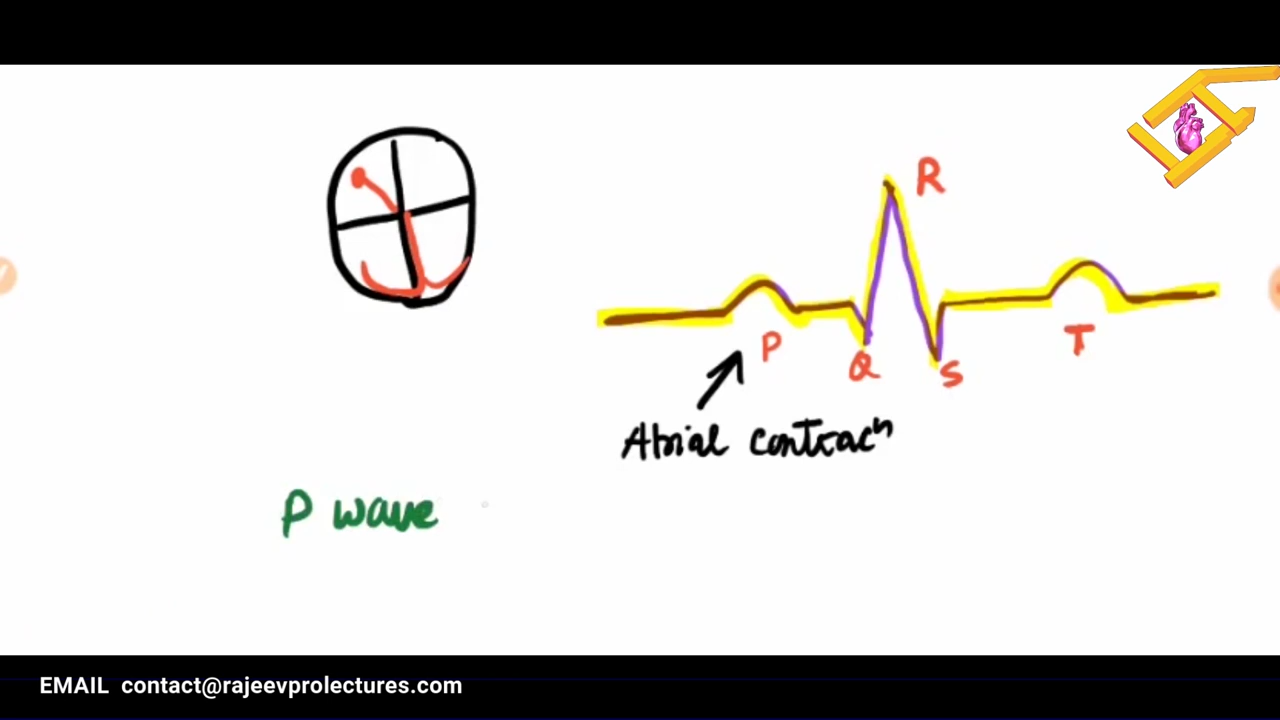 R
P
Q
S
T
Atrial contracⁿ
P wave
EMAIL contact@rajeevprolectures.com